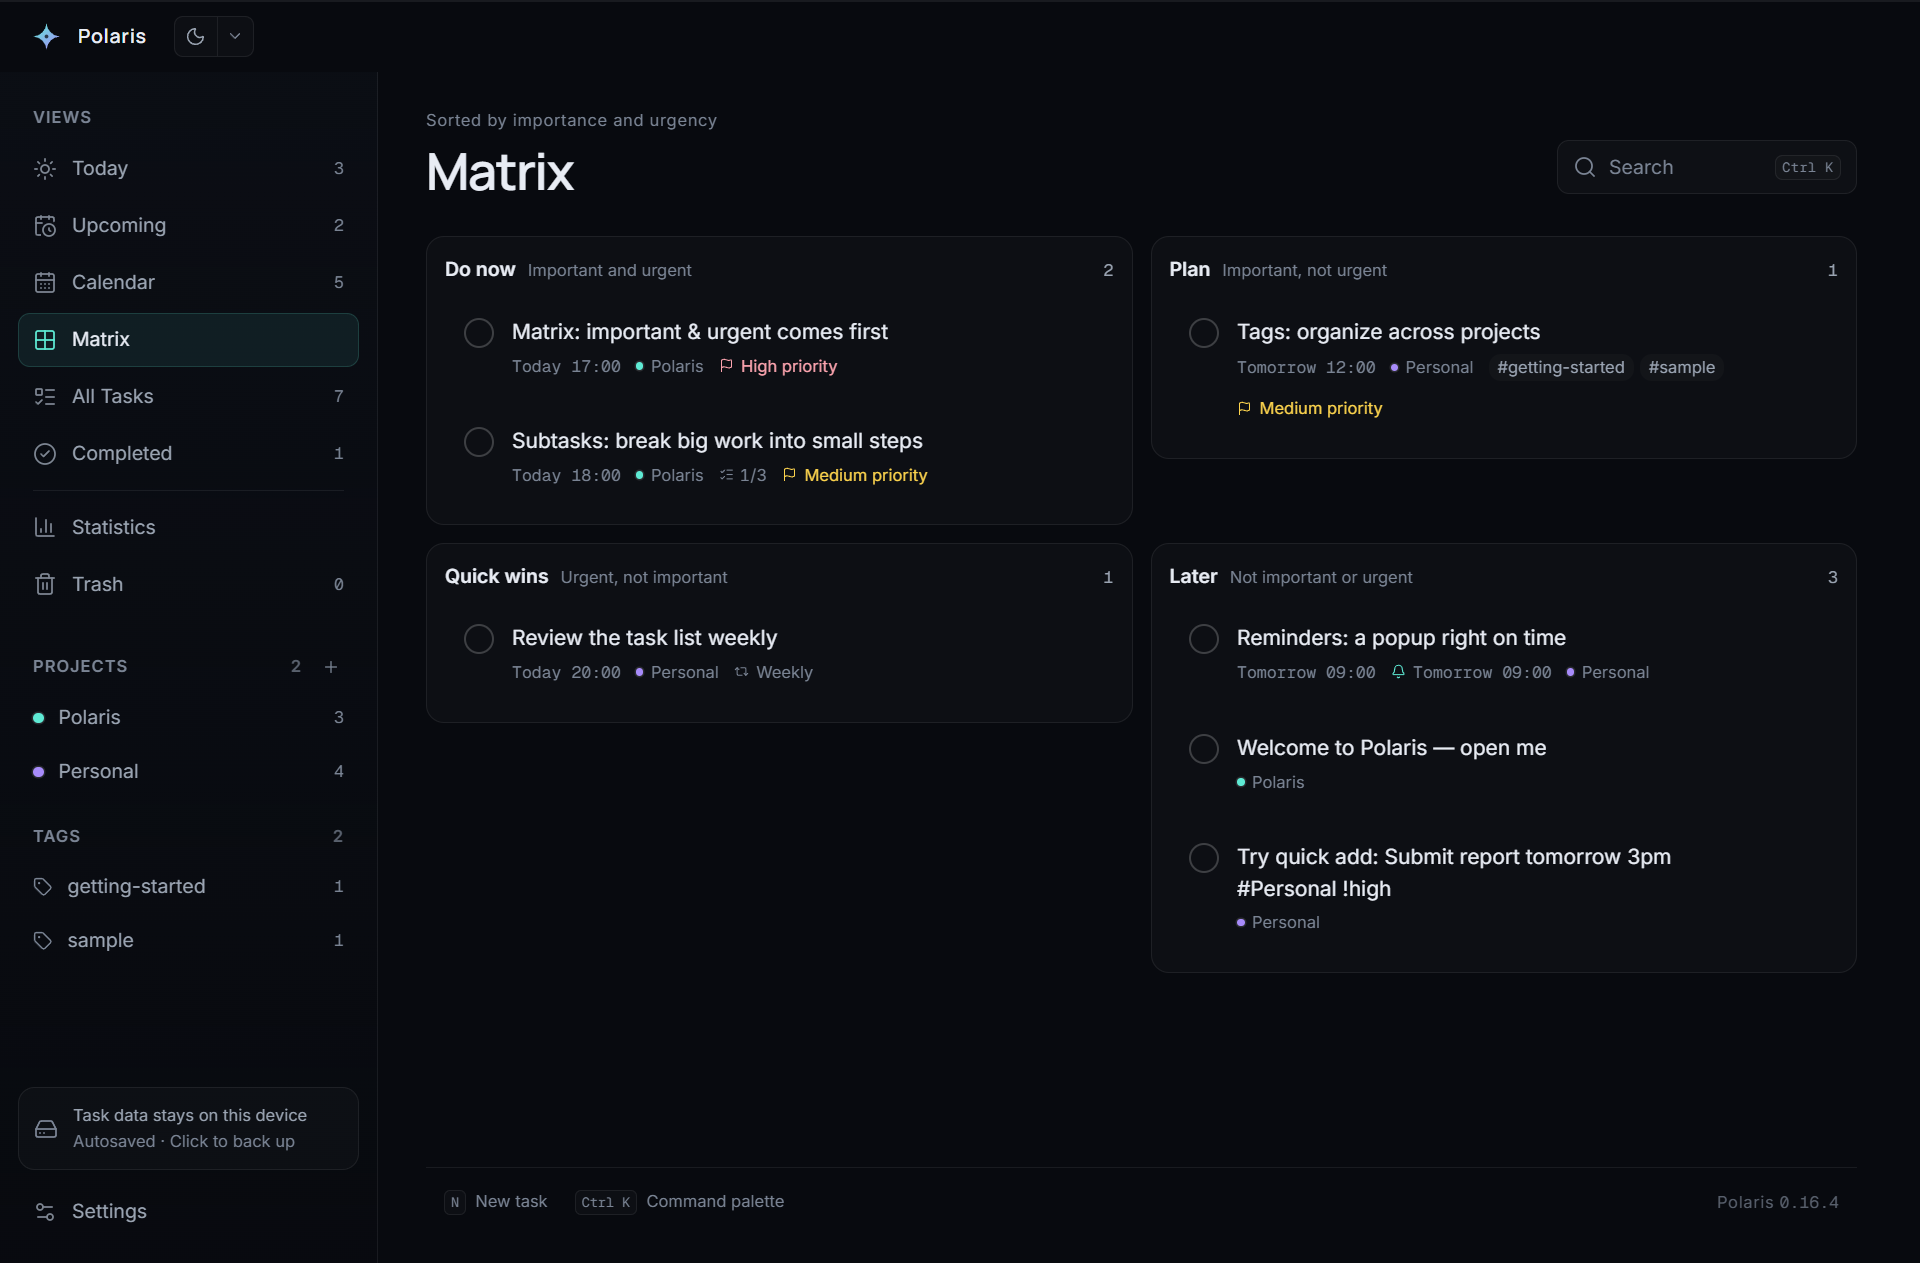 Polaris
VIEWS
Today 3
Upcoming 2
Calendar 5
Matrix
All Tasks 7
Completed 1
Statistics
Trash 0
PROJECTS 2
Polaris 3
Personal 4
TAGS 2
getting-started 1
sample 1
Task data stays on this device
Autosaved · Click to back up
Settings
Sorted by importance and urgency
Matrix
Search Ctrl K
Do now Important and urgent 2
Matrix: important & urgent comes first
Today 17:00 Polaris High priority
Subtasks: break big work into small steps
Today 18:00 Polaris 1/3 Medium priority
Plan Important, not urgent 1
Tags: organize across projects
Tomorrow 12:00 Personal #getting-started #sample
Medium priority
Quick wins Urgent, not important 1
Review the task list weekly
Today 20:00 Personal Weekly
Later Not important or urgent 3
Reminders: a popup right on time
Tomorrow 09:00 Tomorrow 09:00 Personal
Welcome to Polaris — open me
Polaris
Try quick add: Submit report tomorrow 3pm
#Personal !high
Personal
N New task Ctrl K Command palette
Polaris 0.16.4